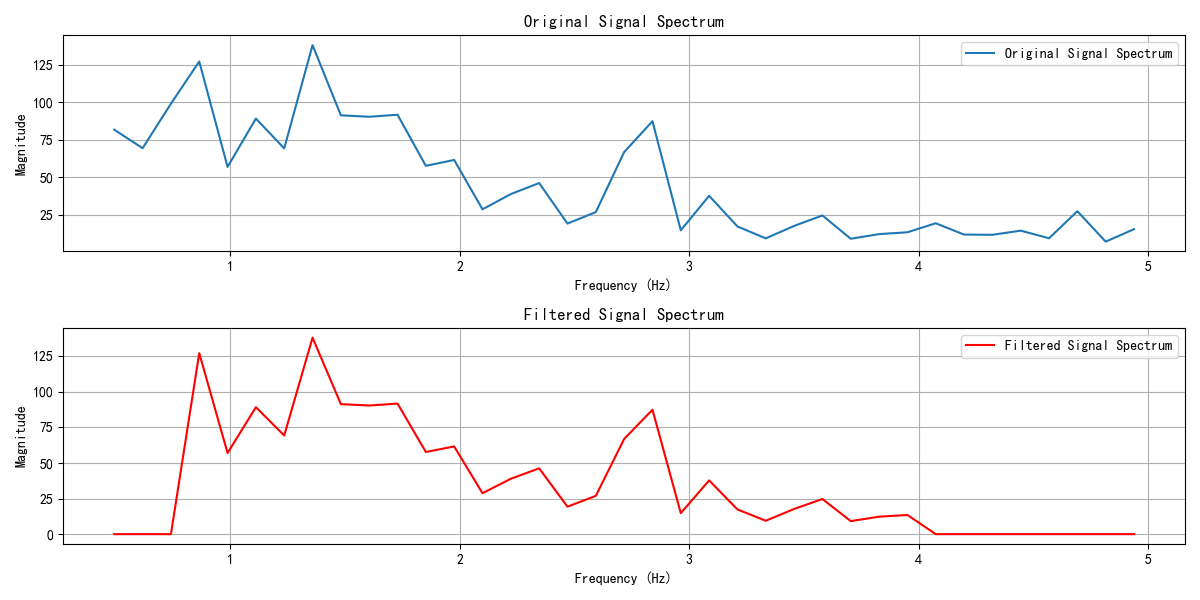 Original Signal Spectrum
Original Signal Spectrum
125
100
75
50
25
Magnitude
1 2 3 4 5
Frequency (Hz)
Filtered Signal Spectrum
Filtered Signal Spectrum
125
100
75
50
25
0
Magnitude
1 2 3 4 5
Frequency (Hz)